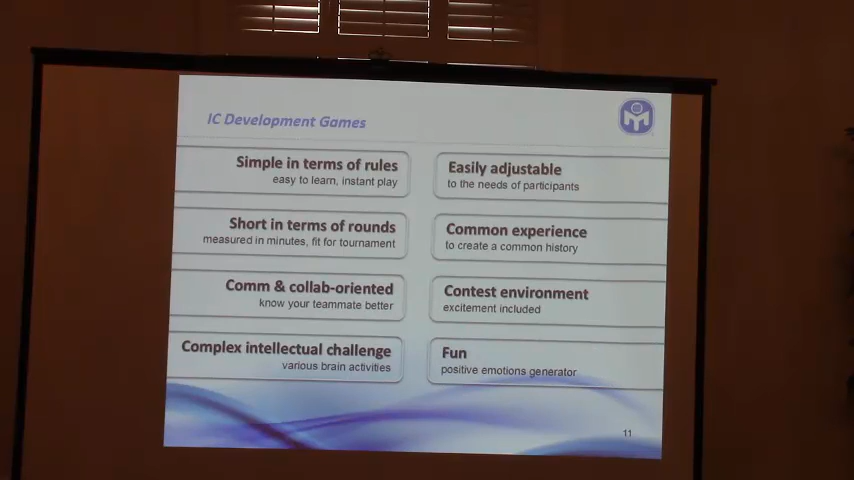 IC Development Games
Simple in terms of rules
easy to learn, instant play
Short in terms of rounds
measured in minutes, fit for tournament
Comm & collab-oriented
know your teammate better
Complex intellectual challenge
various brain activities
Easily adjustable
to the needs of participants
Common experience
to create a common history
Contest environment
excitement included
Fun
positive emotions generator
11